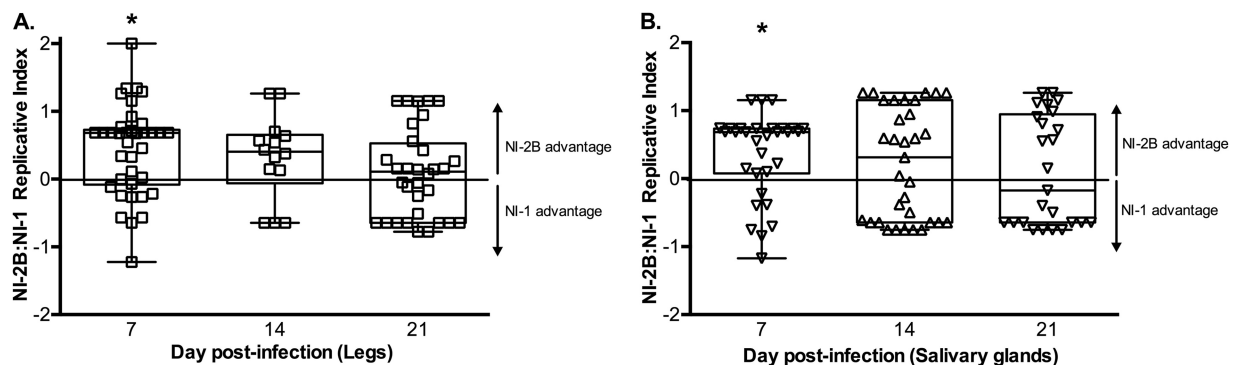 A.
*
NI-2B:NI-1 Replicative Index
2
1
0
-1
-2
NI-2B advantage
NI-1 advantage
7 14 21
Day post-infection (Legs)
B.
*
NI-2B:NI-1 Replicative Index
2
1
0
-1
-2
NI-2B advantage
NI-1 advantage
7 14 21
Day post-infection (Salivary glands)